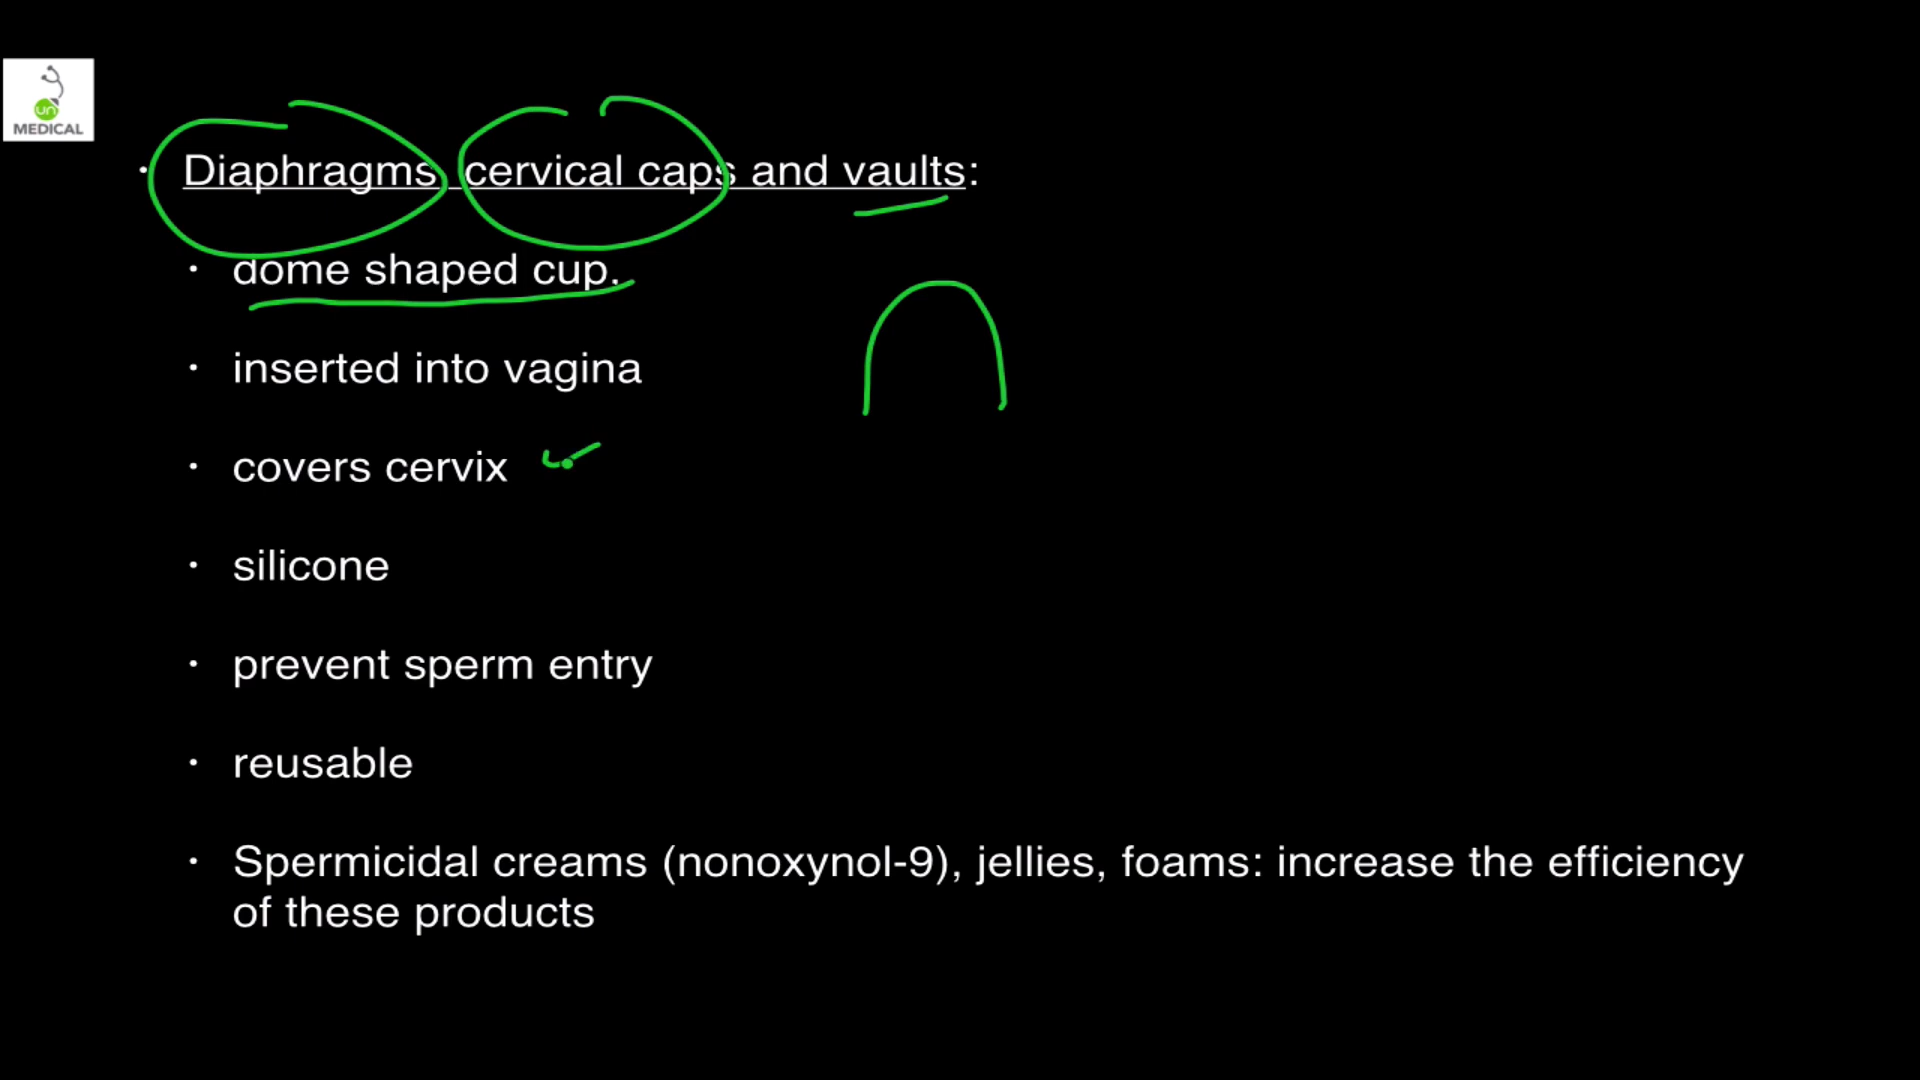 un
MEDICAL
• Diaphragms, cervical caps and vaults:
• dome shaped cup.
• inserted into vagina
• covers cervix
• silicone
• prevent sperm entry
• reusable
• Spermicidal creams (nonoxynol-9), jellies, foams: increase the efficiency
of these products